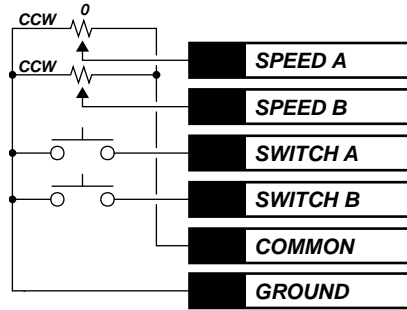 0
CCW
SPEED A
CCW
SPEED B
SWITCH A
SWITCH B
COMMON
GROUND